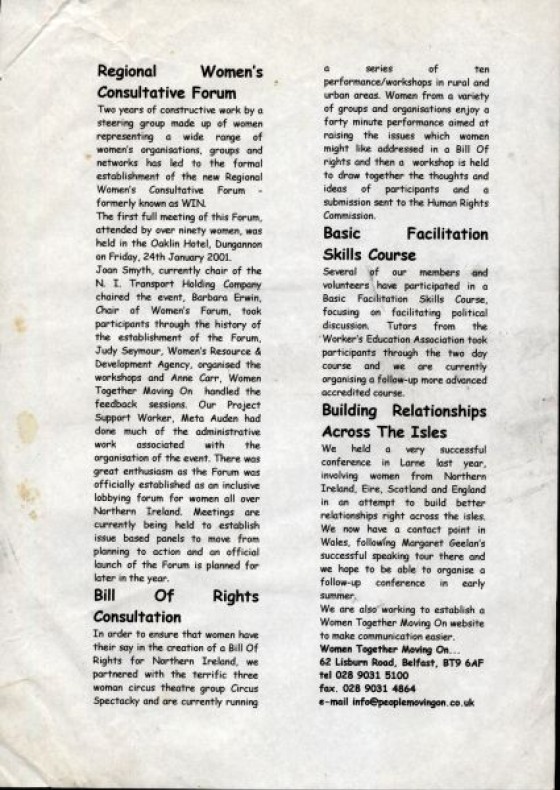 Regional Women's
Consultative Forum
Two years of constructive work by a
steering group made up of women
representing a wide range of
women's organisations, groups and
networks has led to the formal
establishment of the new Regional
Women's Consultative Forum -
formerly known as WIN.
The first full meeting of this Forum,
attended by over ninety women, was
held in the Oaklin Hotel, Dungannon
on Friday, 24th January 2001.
Joan Smyth, currently chair of the
N. I. Transport Holding Company
chaired the event, Barbara Erwin,
Chair of Women's Forum, took
participants through the history of
the establishment of the Forum,
Judy Seymour, Women's Resource &
Development Agency, organised the
workshops and Anne Carr, Women
Together Moving On handled the
feedback sessions. Our Project
Support Worker, Meta Auden had
done much of the administrative
work associated with the
organisation of the event. There was
great enthusiasm as the Forum was
officially established as an inclusive
lobbying forum for women all over
Northern Ireland. Meetings are
currently being held to establish
issue based panels to move from
planning to action and an official
launch of the Forum is planned for
later in the year.
Bill Of Rights
Consultation
In order to ensure that women have
their say in the creation of a Bill Of
Rights for Northern Ireland, we
partnered with the terrific three
woman circus theatre group Circus
Spectacky and are currently running
a series of ten
performance/workshops in rural and
urban areas. Women from a variety
of groups and organisations enjoy a
forty minute performance aimed at
raising the issues which women
might like addressed in a Bill Of
rights and then a workshop is held
to draw together the thoughts and
ideas of participants and a
submission sent to the Human Rights
Commission.
Basic Facilitation
Skills Course
Several of our members and
volunteers have participated in a
Basic Facilitation Skills Course,
focusing on facilitating political
discussion. Tutors from the
Worker's Education Association took
participants through the two day
course and we are currently
organising a follow-up more advanced
accredited course.
Building Relationships
Across The Isles
We held a very successful
conference in Larne last year,
involving women from Northern
Ireland, Eire, Scotland and England
in an attempt to build better
relationships right across the isles.
We now have a contact point in
Wales, following Margaret Geelan's
successful speaking tour there and
we hope to be able to organise a
follow-up conference in early
summer.
We are also working to establish a
Women Together Moving On website
to make communication easier.
Women Together Moving On...
62 Lisburn Road, Belfast, BT9 6AF
tel 028 9031 5100
fax. 028 9031 4864
e-mail info@peoplemovingon.co.uk